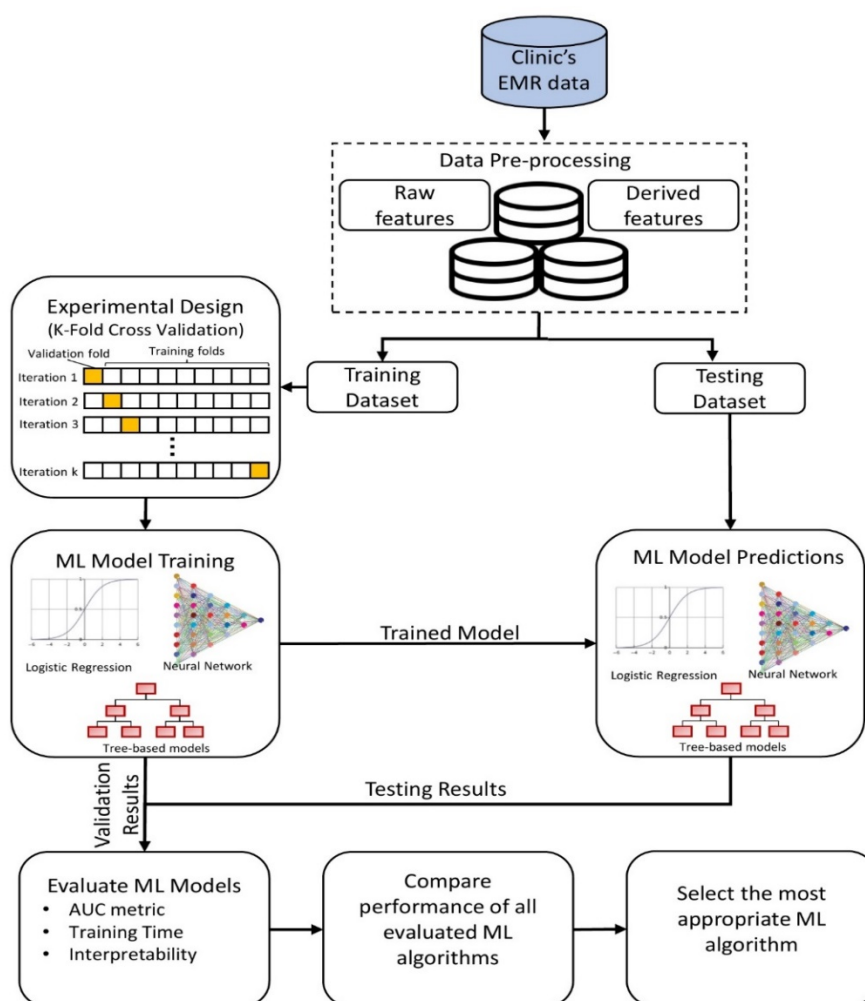 Clinic's
EMR data
Data Pre-processing
Raw
features
Derived
features
Experimental Design
(K-Fold Cross Validation)
Validation fold
Training folds
Iteration 1
Iteration 2
Iteration 3
Iteration k
Training
Dataset
Testing
Dataset
ML Model Training
Logistic Regression
Neural Network
Tree-based models
Trained Model
ML Model Predictions
Logistic Regression
Neural Network
Tree-based models
Validation
Results
Testing Results
Evaluate ML Models
• AUC metric
• Training Time
• Interpretability
Compare
performance of all
evaluated ML
algorithms
Select the most
appropriate ML
algorithm